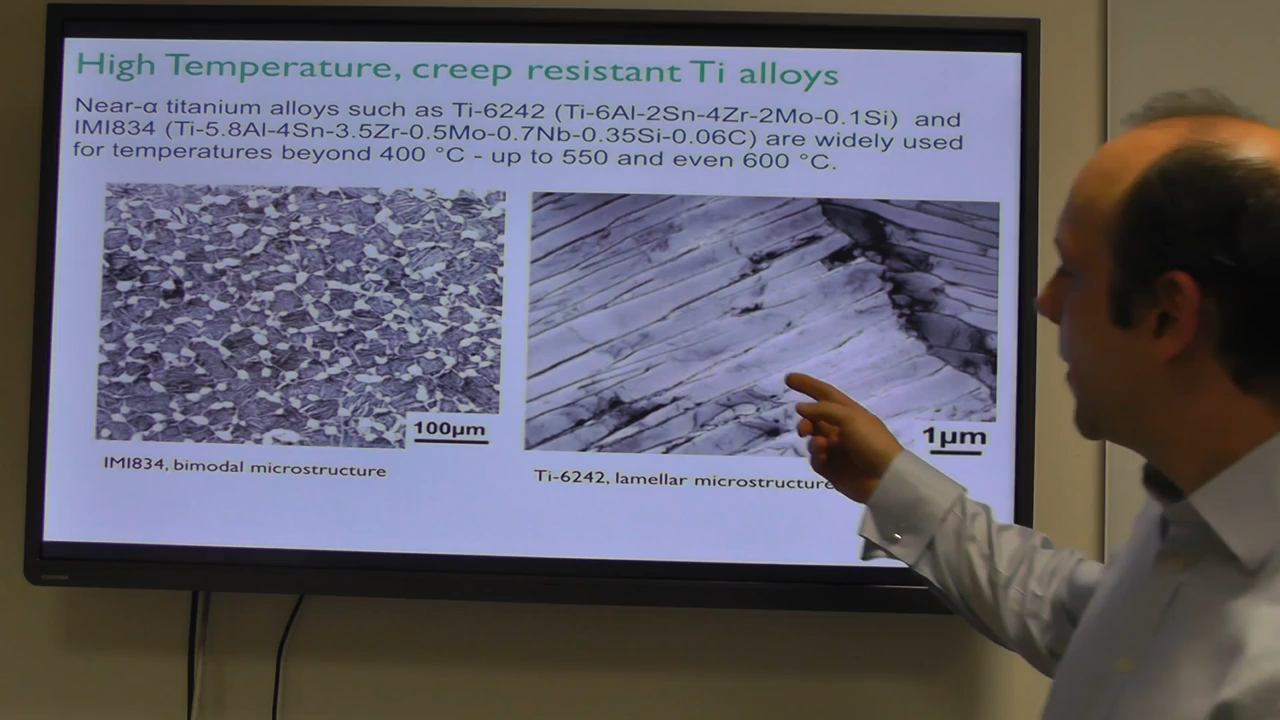 High Temperature, creep resistant Ti alloys
Near-α titanium alloys such as Ti-6242 (Ti-6Al-2Sn-4Zr-2Mo-0.1Si) and
IMI834 (Ti-5.8Al-4Sn-3.5Zr-0.5Mo-0.7Nb-0.35Si-0.06C) are widely used
for temperatures beyond 400 °C - up to 550 and even 600 °C.
100µm
1µm
IMI834, bimodal microstructure
Ti-6242, lamellar microstructure
TOSHIBA